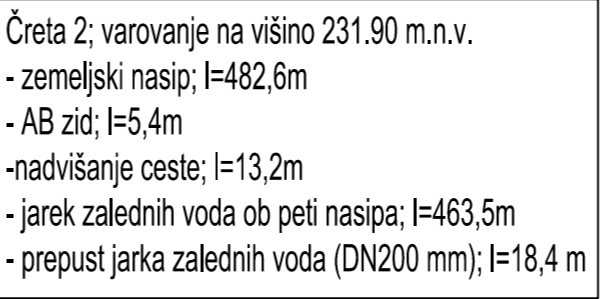 Čreta 2; varovanje na višino 231.90 m.n.v.
- zemeljski nasip; l=482,6m
- AB zid; l=5,4m
-nadvišanje ceste; l=13,2m
- jarek zalednih voda ob peti nasipa; l=463,5m
- prepust jarka zalednih voda (DN200 mm); l=18,4 m